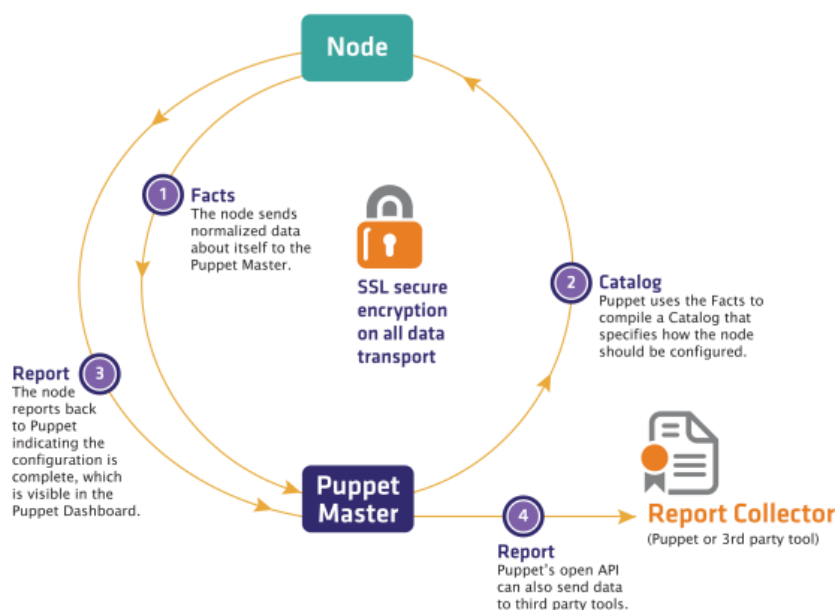 Node
1
Facts
The node sends
normalized data
about itself to the
Puppet Master.
SSL secure
encryption
on all data
transport
2
Catalog
Puppet uses the Facts to
compile a Catalog that
specifies how the node
should be configured.
Report
3
The node
reports back
to Puppet
indicating the
configuration is
complete, which
is visible in the
Puppet Dashboard.
Puppet
Master
4
Report
Puppet's open API
can also send data
to third party tools.
Report Collector
(Puppet or 3rd party tool)